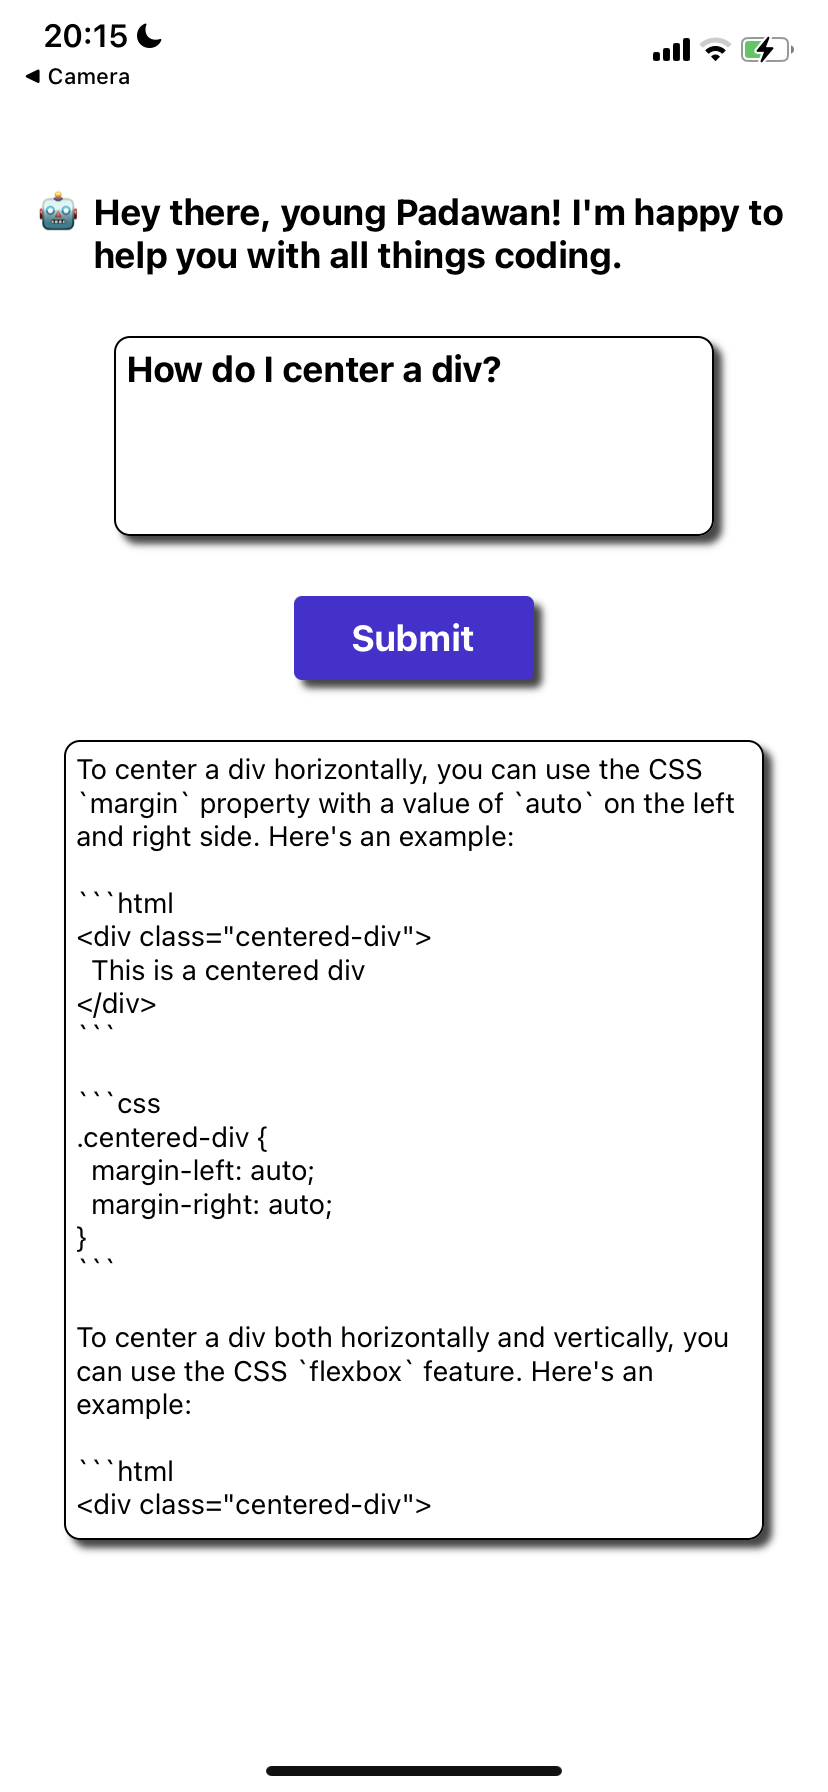 20:15
◀ Camera
Hey there, young Padawan! I'm happy to
help you with all things coding.
How do I center a div?
Submit
To center a div horizontally, you can use the CSS
`margin` property with a value of `auto` on the left
and right side. Here's an example:
```html
<div class="centered-div">
  This is a centered div
</div>
```
```css
.centered-div {
  margin-left: auto;
  margin-right: auto;
}
```
To center a div both horizontally and vertically, you
can use the CSS `flexbox` feature. Here's an
example:
```html
<div class="centered-div">